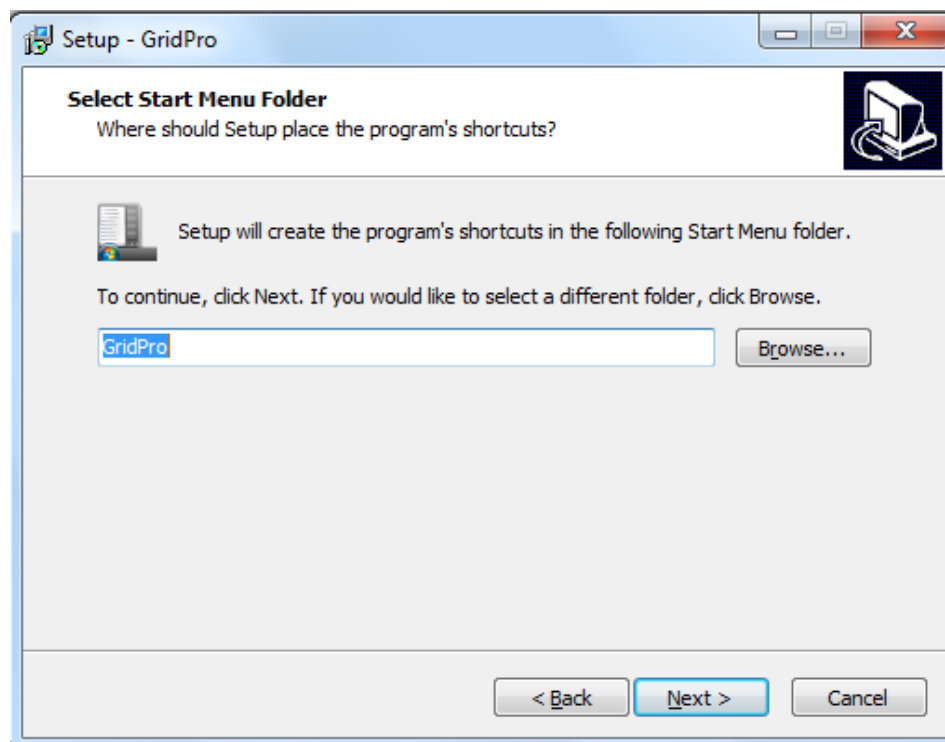 Setup - GridPro
Select Start Menu Folder
Where should Setup place the program's shortcuts?
Setup will create the program's shortcuts in the following Start Menu folder.
To continue, click Next. If you would like to select a different folder, click Browse.
GridPro
Browse...
< Back
Next >
Cancel